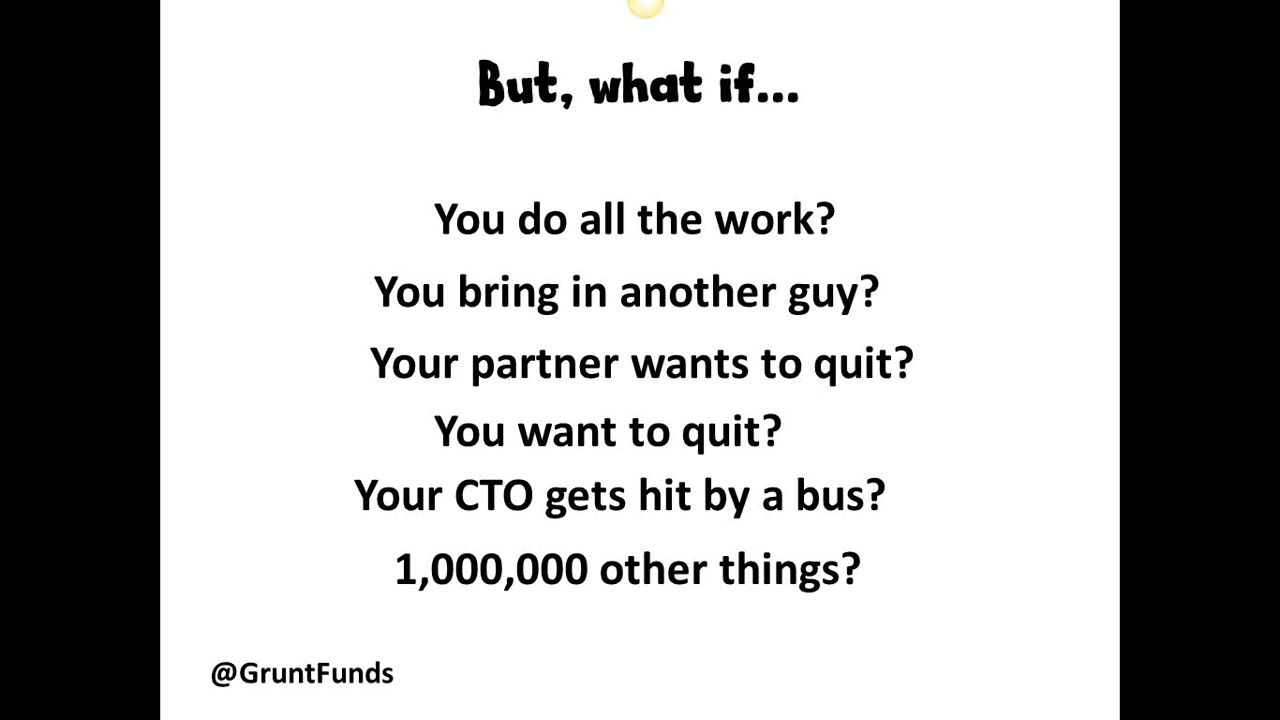 But, what if...
You do all the work?
You bring in another guy?
Your partner wants to quit?
You want to quit?
Your CTO gets hit by a bus?
1,000,000 other things?
@GruntFunds